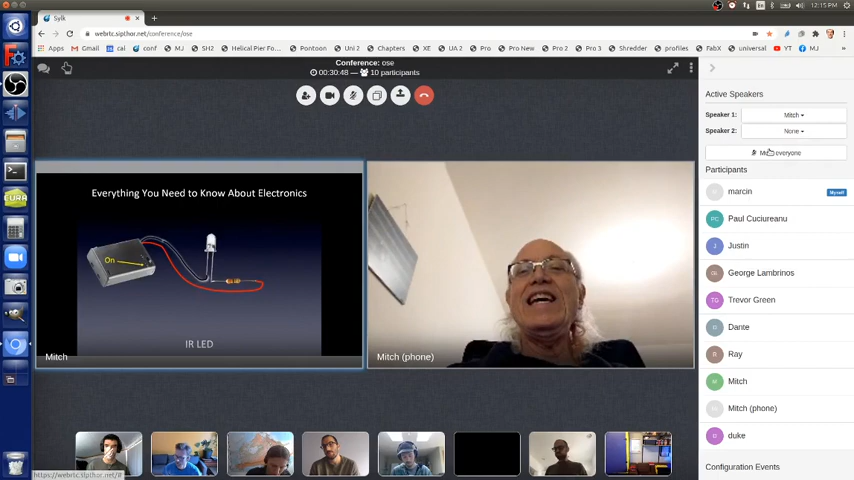 12:15 PM
Sylk
webrtc.sipthor.net/conference/ose
Apps
Gmail
cal
conf
MJ
SH2
Helical Pier Fo...
Pontoon
Uni 2
Chapters
XE
UA 2
Pro
Pro New
Pro 2
Pro 3
Shredder
profiles
FabX
universal
YT
MJ
Conference: ose
00:30:48 — 10 participants
Everything You Need to Know About Electronics
On
IR LED
Mitch
Mitch (phone)
Active Speakers
Speaker 1:
Mitch
Speaker 2:
None
everyone
Participants
marcin
Myself
PC
Paul Cuciureanu
Justin
GL
George Lambrinos
TG
Trevor Green
D
Dante
R
Ray
M
Mitch
Mitch (phone)
duke
Configuration Events
https://webrtc.sipthor.net/#
CURA